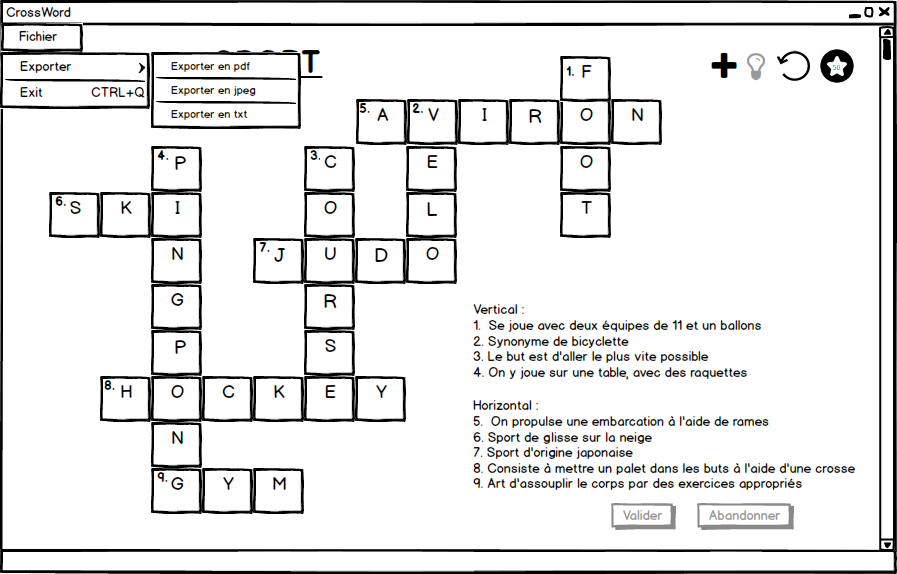 CrossWord
Fichier
Exporter
Exit CTRL+Q
Exporter en pdf
Exporter en jpeg
Exporter en txt
50
1. F
5. A 2. V I R O N
4. P 3. C E O
6. S K I O L T
N 7. J U D O
G R
P S
8. H O C K E Y
N
9. G Y M
Vertical :
1. Se joue avec deux équipes de 11 et un ballons
2. Synonyme de bicyclette
3. Le but est d'aller le plus vite possible
4. On y joue sur une table, avec des raquettes
Horizontal :
5. On propulse une embarcation à l'aide de rames
6. Sport de glisse sur la neige
7. Sport d'origine japonaise
8. Consiste à mettre un palet dans les buts à l'aide d'une crosse
9. Art d'assouplir le corps par des exercices appropriés
Valider
Abandonner